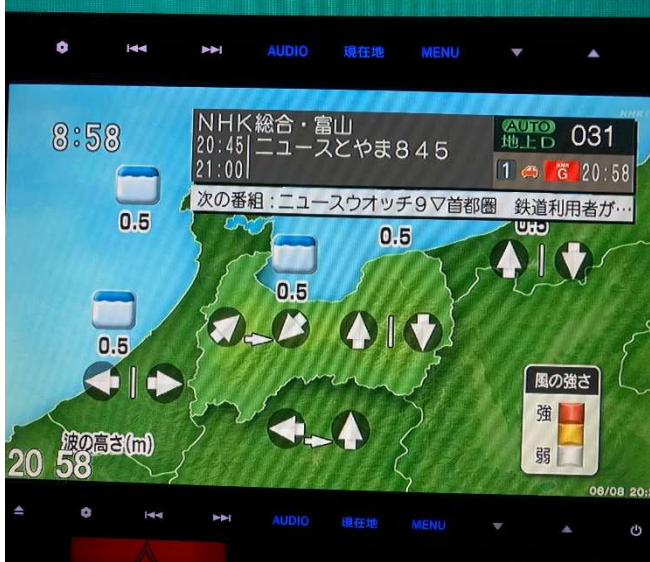 AUDIO 現在地 MENU
8:58
NHK総合・富山
20:45 ニュースとやま845
21:00
AUTO
地上D 031
1 NHK G 20:58
次の番組:ニュースウオッチ9▽首都圏 鉄道利用者が…
0.5
0.5
0.5
0.5
0.5
風の強さ
強
弱
波の高さ(m)
20 58
AUDIO 現在地 MENU